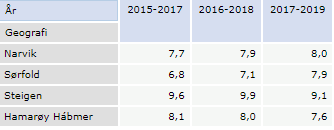 År 2015-2017 2016-2018 2017-2019
Geografi
Narvik 7,7 7,9 8,0
Sørfold 6,8 7,1 7,9
Steigen 9,6 9,9 9,1
Hamarøy Hábmer 8,1 8,0 7,6